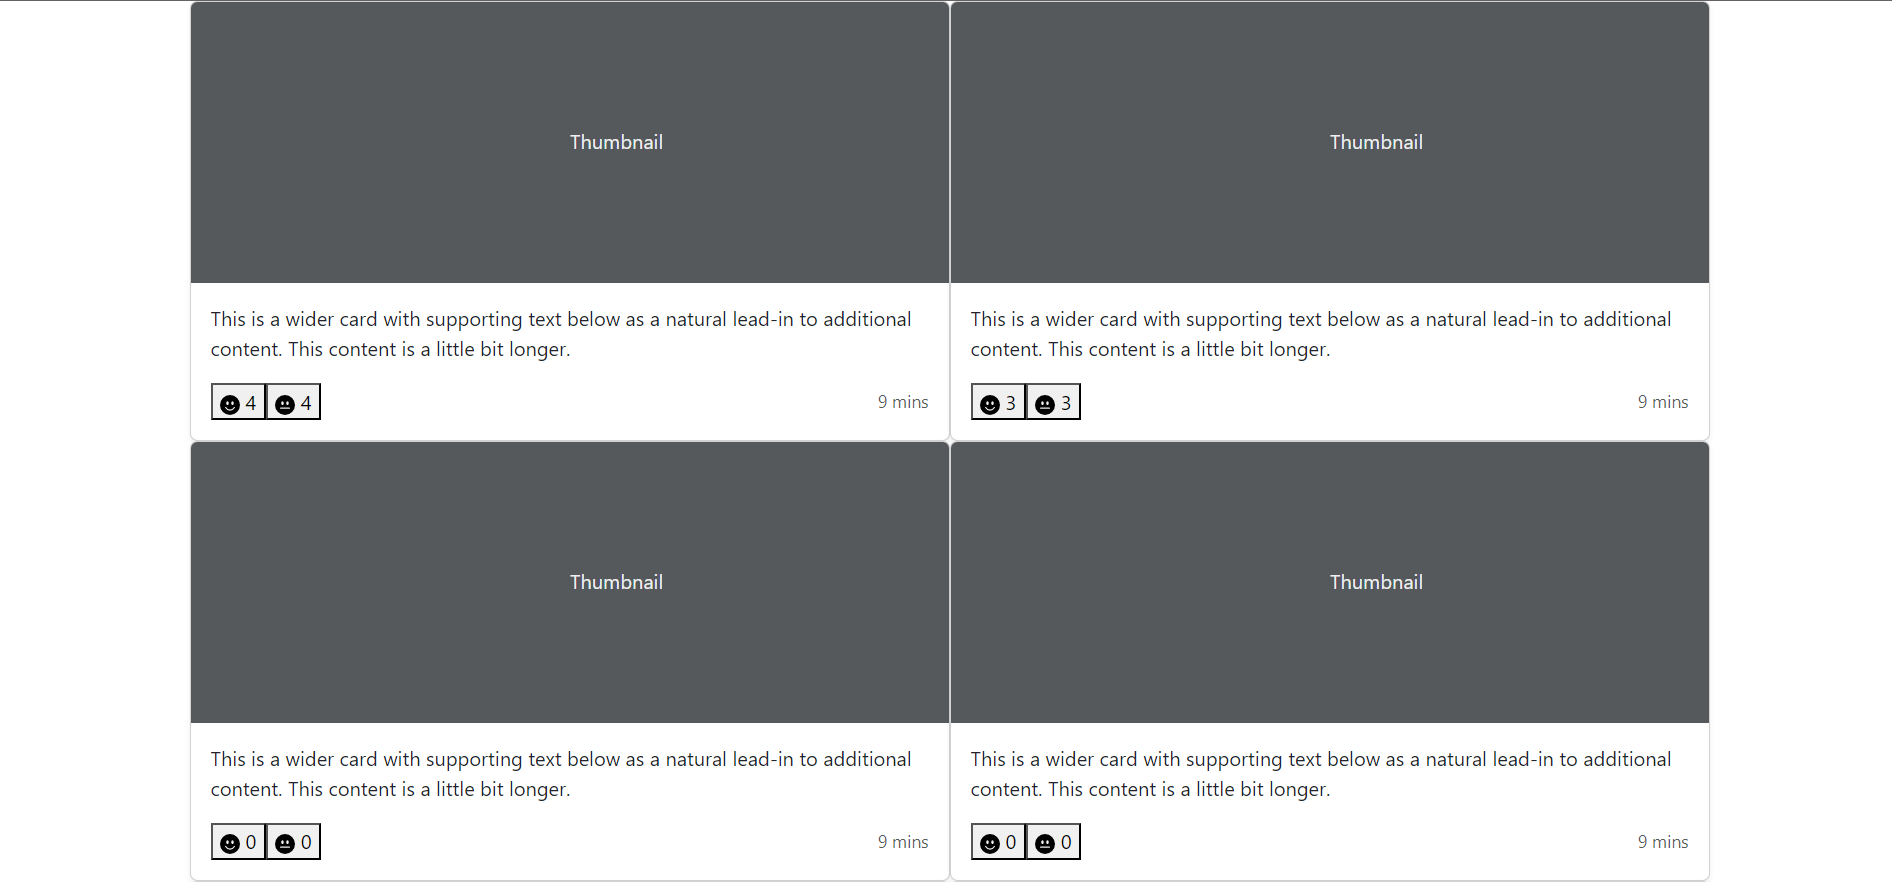 Thumbnail
This is a wider card with supporting text below as a natural lead-in to additional
content. This content is a little bit longer.
4 4 9 mins
Thumbnail
This is a wider card with supporting text below as a natural lead-in to additional
content. This content is a little bit longer.
3 3 9 mins
Thumbnail
This is a wider card with supporting text below as a natural lead-in to additional
content. This content is a little bit longer.
0 0 9 mins
Thumbnail
This is a wider card with supporting text below as a natural lead-in to additional
content. This content is a little bit longer.
0 0 9 mins